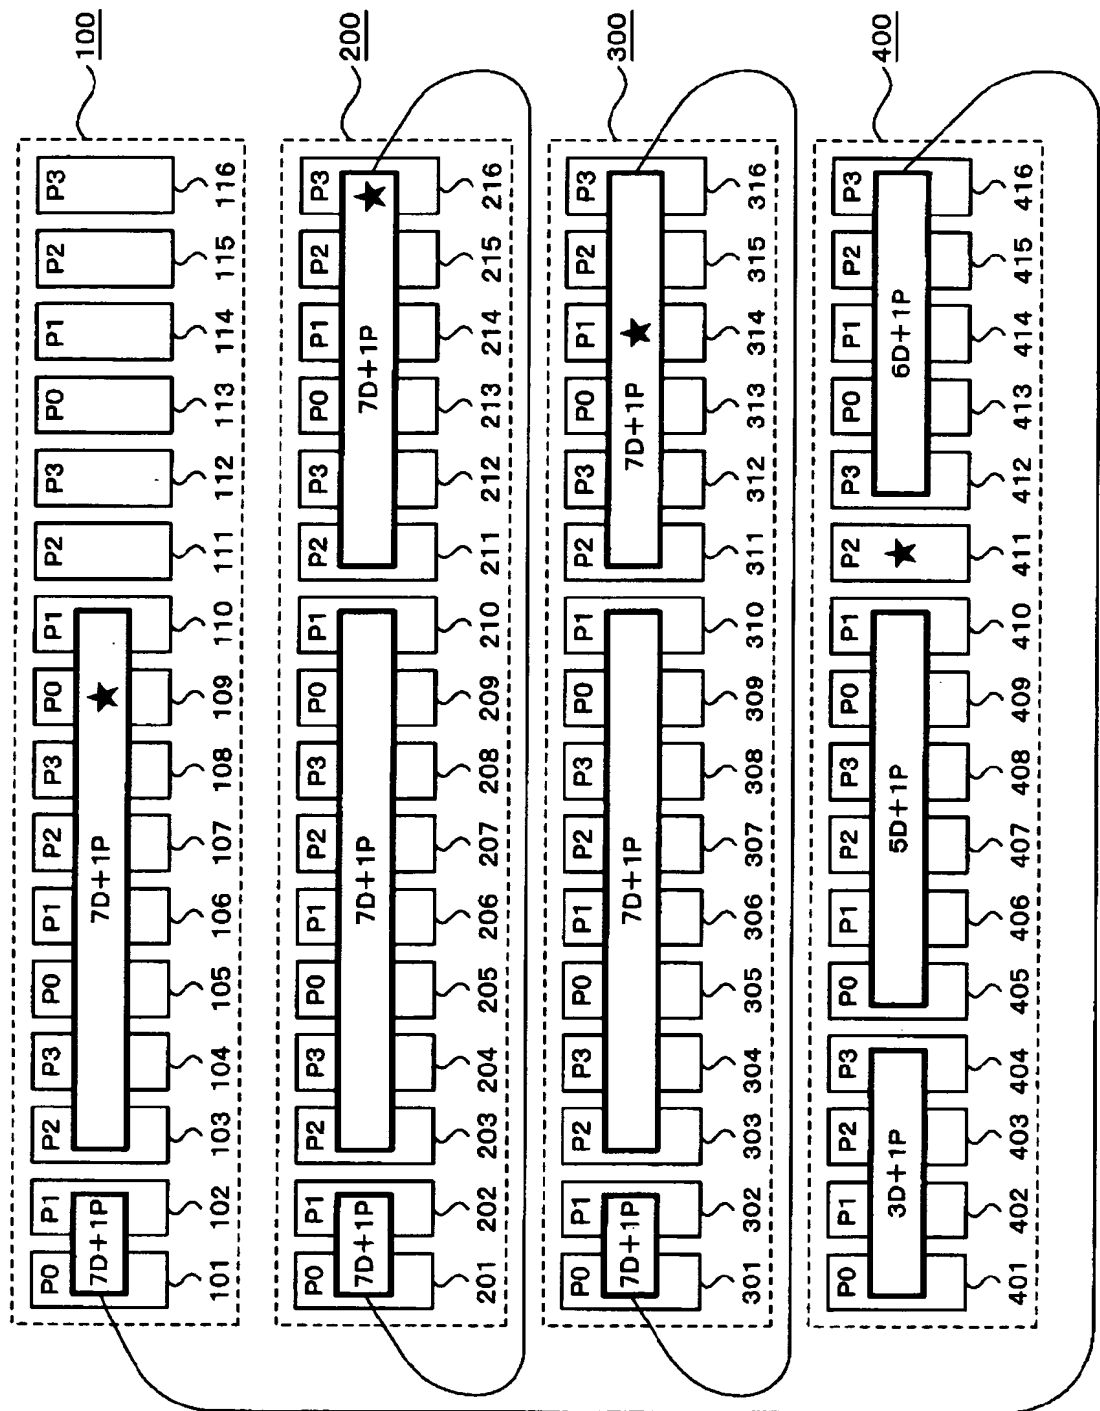 P0 P1 P2 P3 P0 P1 P2 P3 P0 P1 P2 P3 P0 P1 P2 P3 100
7D+1P 7D+1P ★
101 102 103 104 105 106 107 108 109 110 111 112 113 114 115 116
P0 P1 P2 P3 P0 P1 P2 P3 P0 P1 P2 P3 P0 P1 P2 P3 200
7D+1P 7D+1P 7D+1P ★
201 202 203 204 205 206 207 208 209 210 211 212 213 214 215 216
P0 P1 P2 P3 P0 P1 P2 P3 P0 P1 P2 P3 P0 P1 P2 P3 300
7D+1P 7D+1P 7D+1P ★
301 302 303 304 305 306 307 308 309 310 311 312 313 314 315 316
P0 P1 P2 P3 P0 P1 P2 P3 P0 P1 P2 P3 P0 P1 P2 P3 400
3D+1P 5D+1P ★ 6D+1P
401 402 403 404 405 406 407 408 409 410 411 412 413 414 415 416